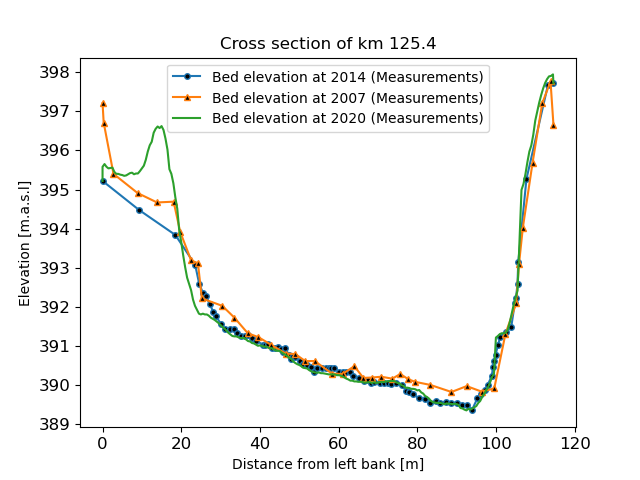 Cross section of km 125.4
Bed elevation at 2014 (Measurements)
Bed elevation at 2007 (Measurements)
Bed elevation at 2020 (Measurements)
Elevation [m.a.s.l]
398
397
396
395
394
393
392
391
390
389
0 20 40 60 80 100 120
Distance from left bank [m]